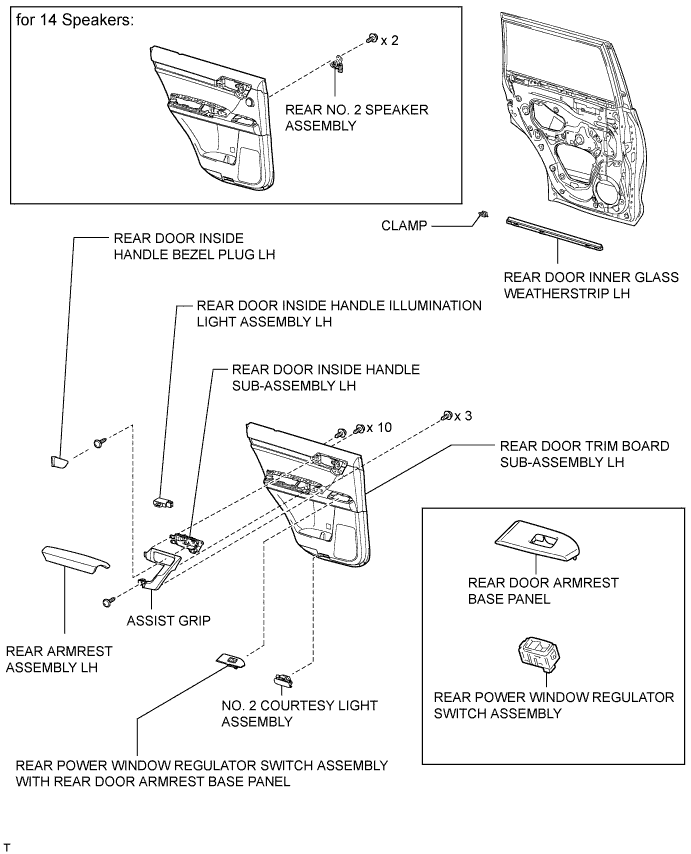 for 14 Speakers:
x 2
REAR NO. 2 SPEAKER
ASSEMBLY
CLAMP
REAR DOOR INNER GLASS
WEATHERSTRIP LH
REAR DOOR INSIDE
HANDLE BEZEL PLUG LH
REAR DOOR INSIDE HANDLE ILLUMINATION
LIGHT ASSEMBLY LH
REAR DOOR INSIDE HANDLE
SUB-ASSEMBLY LH
x 10
x 3
REAR DOOR TRIM BOARD
SUB-ASSEMBLY LH
REAR DOOR ARMREST
BASE PANEL
ASSIST GRIP
REAR ARMREST
ASSEMBLY LH
REAR POWER WINDOW REGULATOR
SWITCH ASSEMBLY
NO. 2 COURTESY LIGHT
ASSEMBLY
REAR POWER WINDOW REGULATOR SWITCH ASSEMBLY
WITH REAR DOOR ARMREST BASE PANEL
T